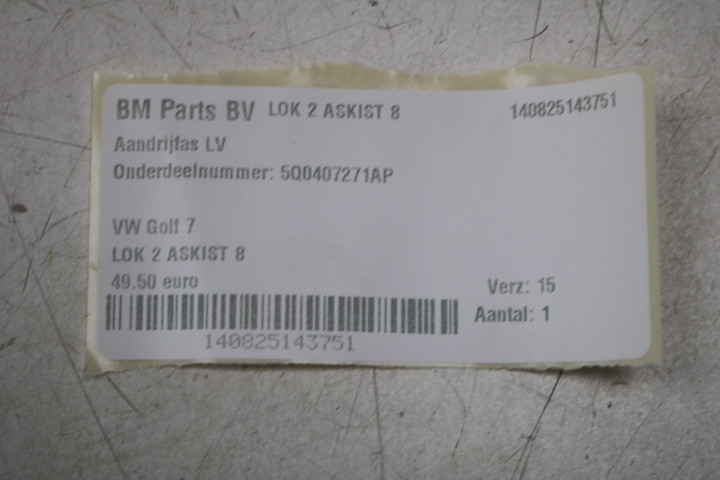 BM Parts BV LOK 2 ASKIST 8 140825143751
Aandrijfas LV
Onderdeelnummer: 5Q0407271AP
VW Golf 7
LOK 2 ASKIST 8
49.50 euro Verz: 15
Aantal: 1
140825143751